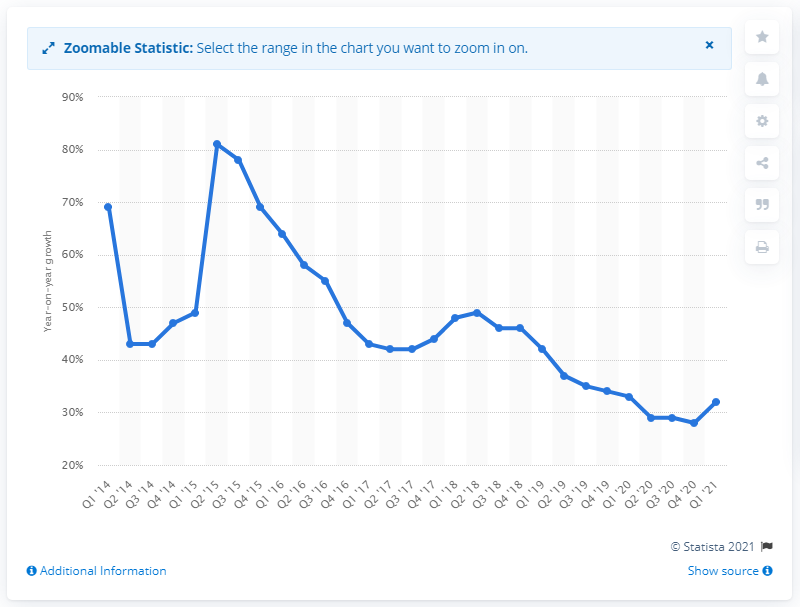 Zoomable Statistic: Select the range in the chart you want to zoom in on.
90%
80%
70%
60%
50%
40%
30%
20%
Year-on-year growth
Q1 '14
Q2 '14
Q3 '14
Q4 '14
Q1 '15
Q2 '15
Q3 '15
Q4 '15
Q1 '16
Q2 '16
Q3 '16
Q4 '16
Q1 '17
Q2 '17
Q3 '17
Q4 '17
Q1 '18
Q2 '18
Q3 '18
Q4 '18
Q1 '19
Q2 '19
Q3 '19
Q4 '19
Q1 '20
Q2 '20
Q3 '20
Q4 '20
Q1 '21
© Statista 2021
Additional Information
Show source